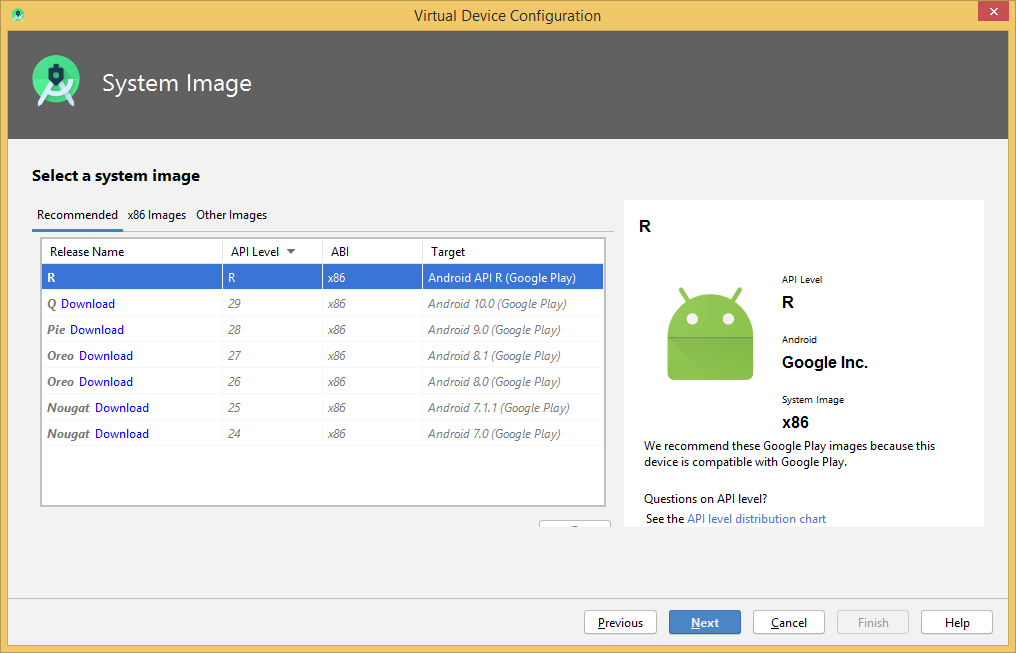 Virtual Device Configuration
System Image
Select a system image
Recommended x86 Images Other Images
Release Name API Level ABI Target
R R x86 Android API R (Google Play)
Q Download 29 x86 Android 10.0 (Google Play)
Pie Download 28 x86 Android 9.0 (Google Play)
Oreo Download 27 x86 Android 8.1 (Google Play)
Oreo Download 26 x86 Android 8.0 (Google Play)
Nougat Download 25 x86 Android 7.1.1 (Google Play)
Nougat Download 24 x86 Android 7.0 (Google Play)
R
API Level
R
Android
Google Inc.
System Image
x86
We recommend these Google Play images because this
device is compatible with Google Play.
Questions on API level?
See the API level distribution chart
Previous Next Cancel Finish Help